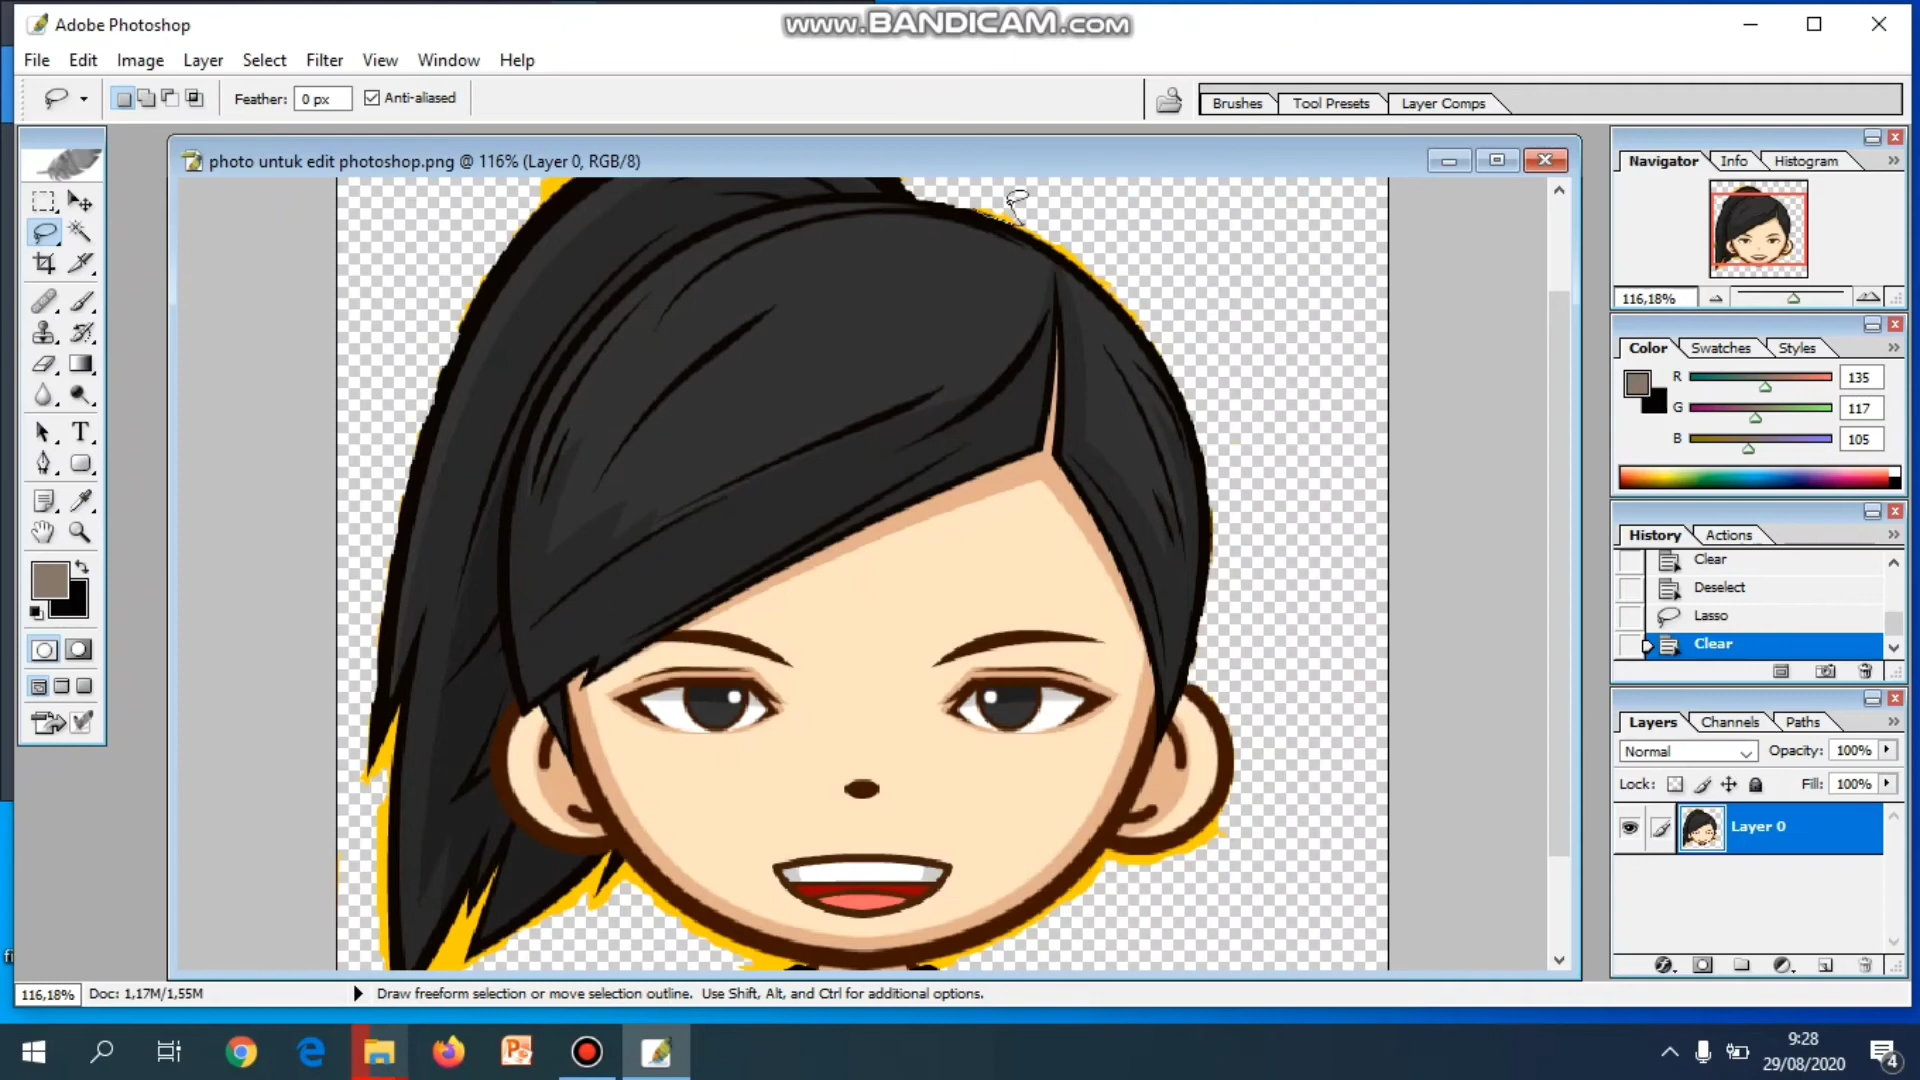 Adobe Photoshop
www.BANDICAM.com
File Edit Image Layer Select Filter View Window Help
Feather: 0 px Anti-aliased
Brushes Tool Presets Layer Comps
photo untuk edit photoshop.png @ 116% (Layer 0, RGB/8)
Navigator Info Histogram
116,18%
Color Swatches Styles
R 135
G 117
B 105
History Actions
Clear
Deselect
Lasso
Clear
Layers Channels Paths
Normal Opacity: 100%
Lock: Fill: 100%
Layer 0
116,18% Doc: 1,17M/1,55M Draw freeform selection or move selection outline. Use Shift, Alt, and Ctrl for additional options.
9:28
29/08/2020
4